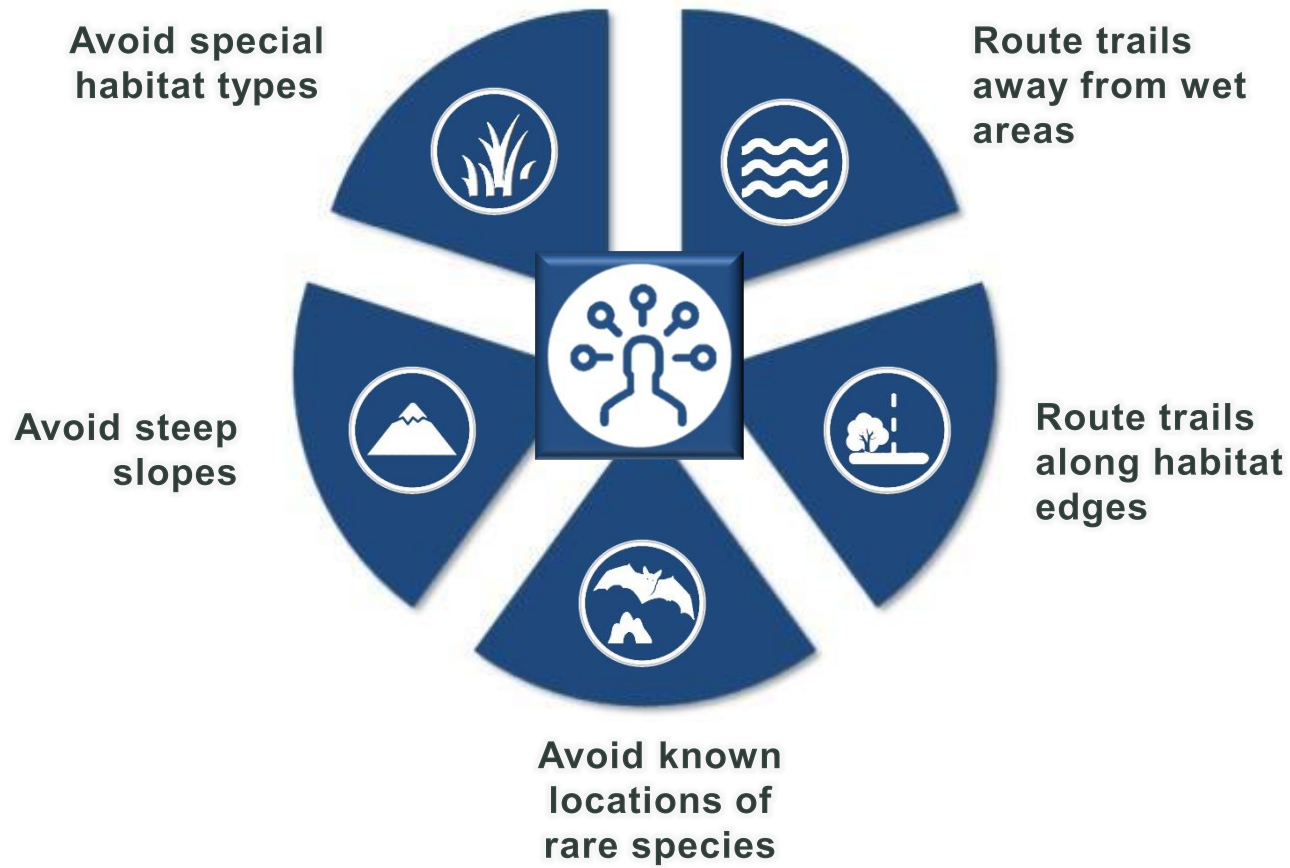 Avoid special
habitat types
Route trails
away from wet
areas
Avoid steep
slopes
Route trails
along habitat
edges
Avoid known
locations of
rare species